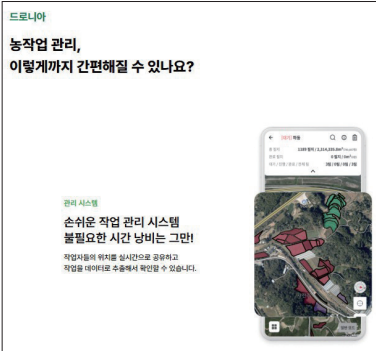 드로니아
농작업 관리,
이렇게까지 간편해질 수 있나요?
관리 시스템
손쉬운 작업 관리 시스템
불필요한 시간 낭비는 그만!
작업자들의 위치를 실시간으로 공유하고
작업을 데이터로 추출해서 확인할 수 있습니다.